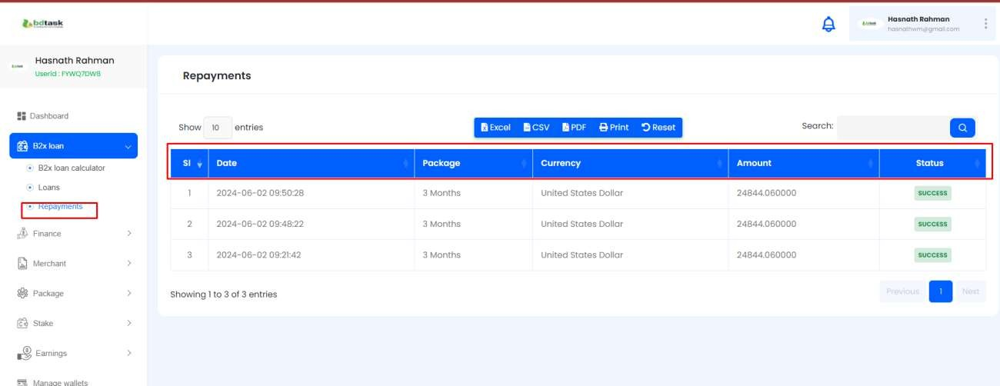 bdtask
Hasnath Rahman
hasnathwm@gmail.com
Hasnath Rahman
Userid : FYWQ7DW8
Repayments
Dashboard
Show 10 entries
Excel CSV PDF Print Reset
Search:
B2x loan
B2x loan calculator
Loans
Repayments
Finance
Merchant
Package
Stake
Earnings
Manage wallets
Sl Date Package Currency Amount Status
1 2024-06-02 09:50:28 3 Months United States Dollar 24844.060000 SUCCESS
2 2024-06-02 09:48:22 3 Months United States Dollar 24844.060000 SUCCESS
3 2024-06-02 09:21:42 3 Months United States Dollar 24844.060000 SUCCESS
Showing 1 to 3 of 3 entries
Previous 1 Next